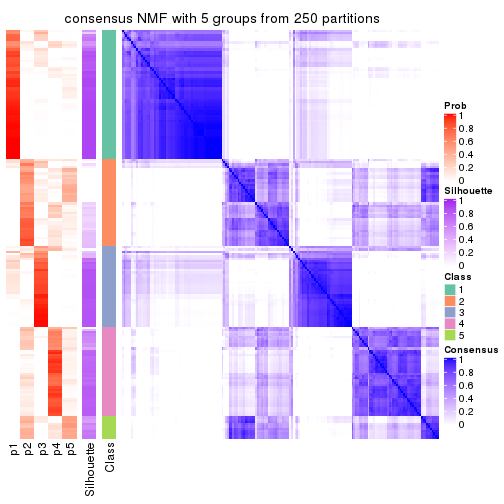 consensus NMF with 5 groups from 250 partitions
p1
p2
p3
p4
p5
Silhouette
Class
Prob
1
0.8
0.6
0.4
0.2
0
Silhouette
1
0.8
0.6
0.4
0.2
0
Class
1
2
3
4
5
Consensus
1
0.8
0.6
0.4
0.2
0